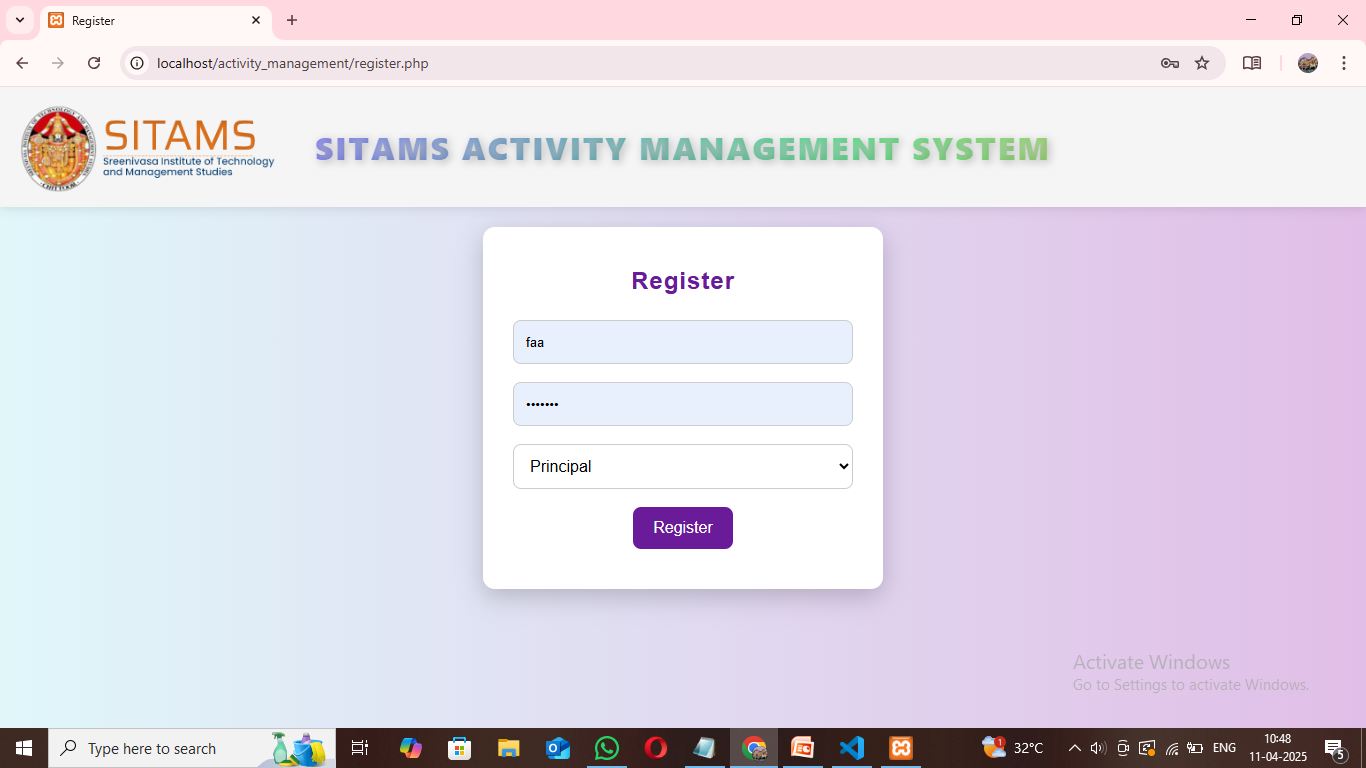 Register
localhost/activity_management/register.php
SITAMS
Sreenivasa Institute of Technology
and Management Studies
SITAMS ACTIVITY MANAGEMENT SYSTEM
Register
faa
•••••••
Principal
Register
Activate Windows
Go to Settings to activate Windows.
Type here to search
1
32°C
ENG
10:48
11-04-2025
5